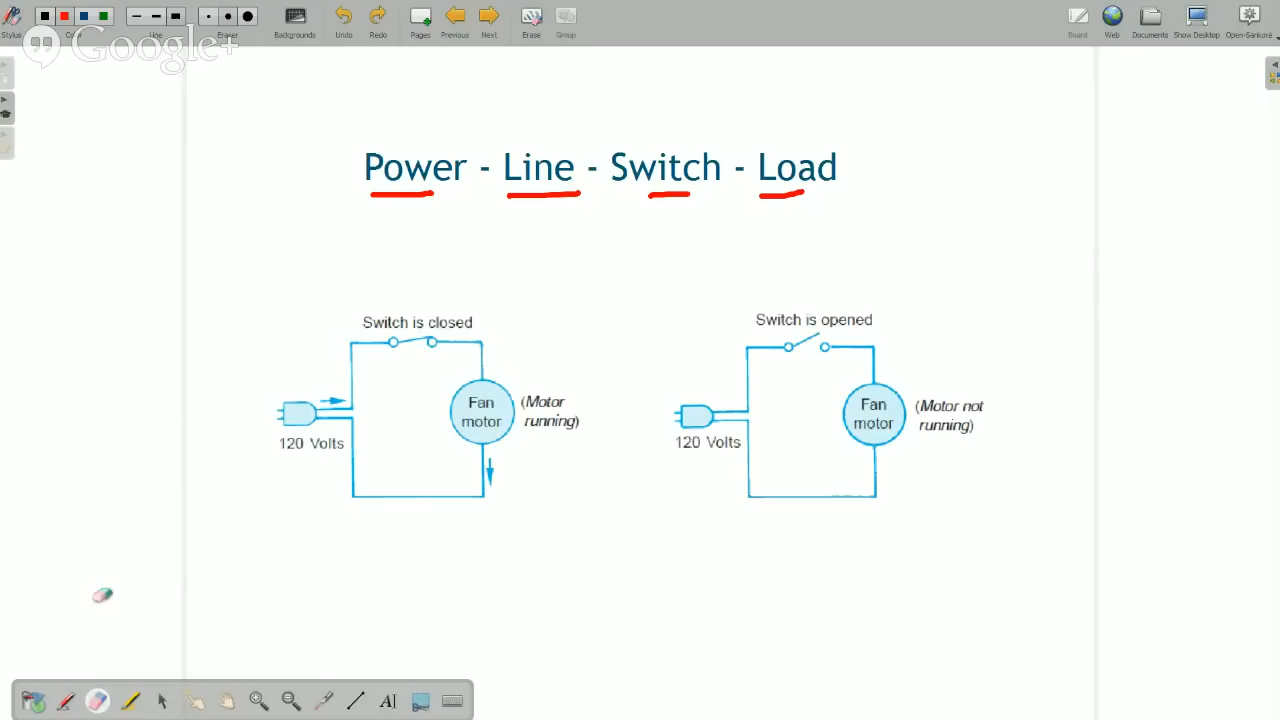 Stylus
Color
Line
Eraser
Backgrounds
Undo
Redo
Pages
Previous
Next
Erase
Group
Board
Web
Documents
Show Desktop
Open-Sankoré
Google+
Power - Line - Switch - Load
Switch is closed
Fan
motor
(Motor
running)
120 Volts
Switch is opened
Fan
motor
(Motor not
running)
120 Volts
AI